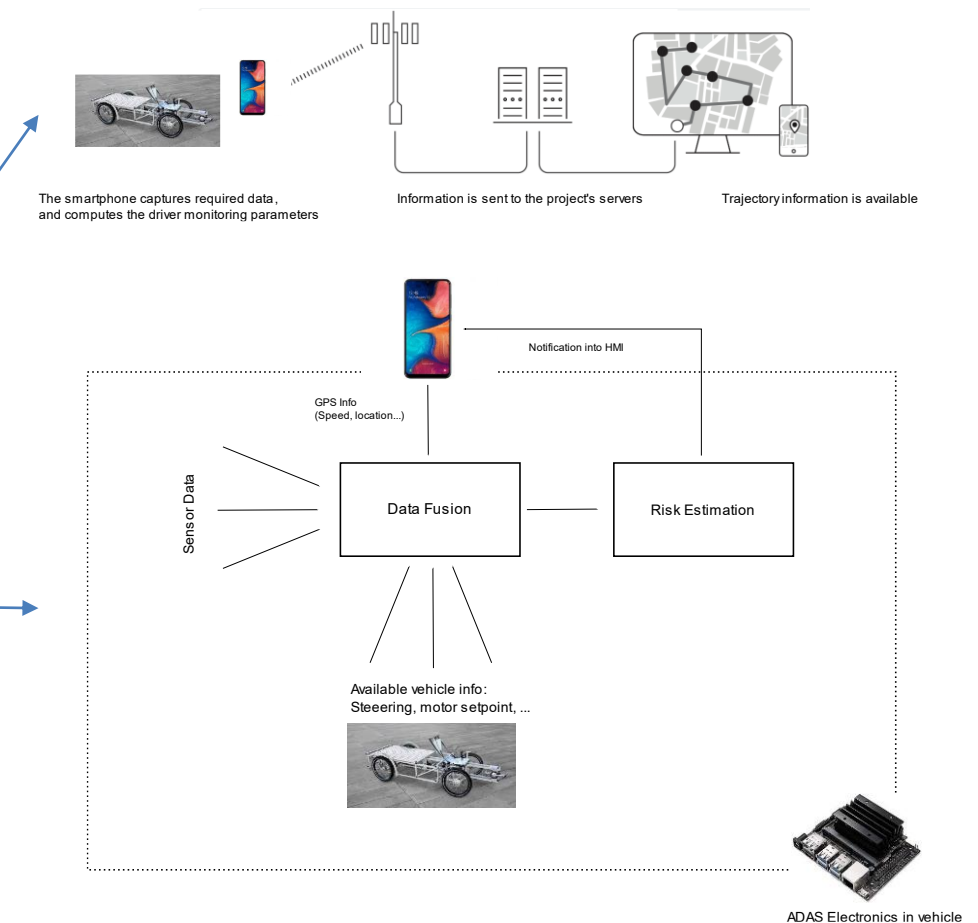 The smartphone captures required data,
and computes the driver monitoring parameters
Information is sent to the project's servers
Trajectory information is available
Notification into HMI
GPS Info
(Speed, location...)
Sensor Data
Data Fusion
Risk Estimation
Available vehicle info:
Steeering, motor setpoint, ...
ADAS Electronics in vehicle